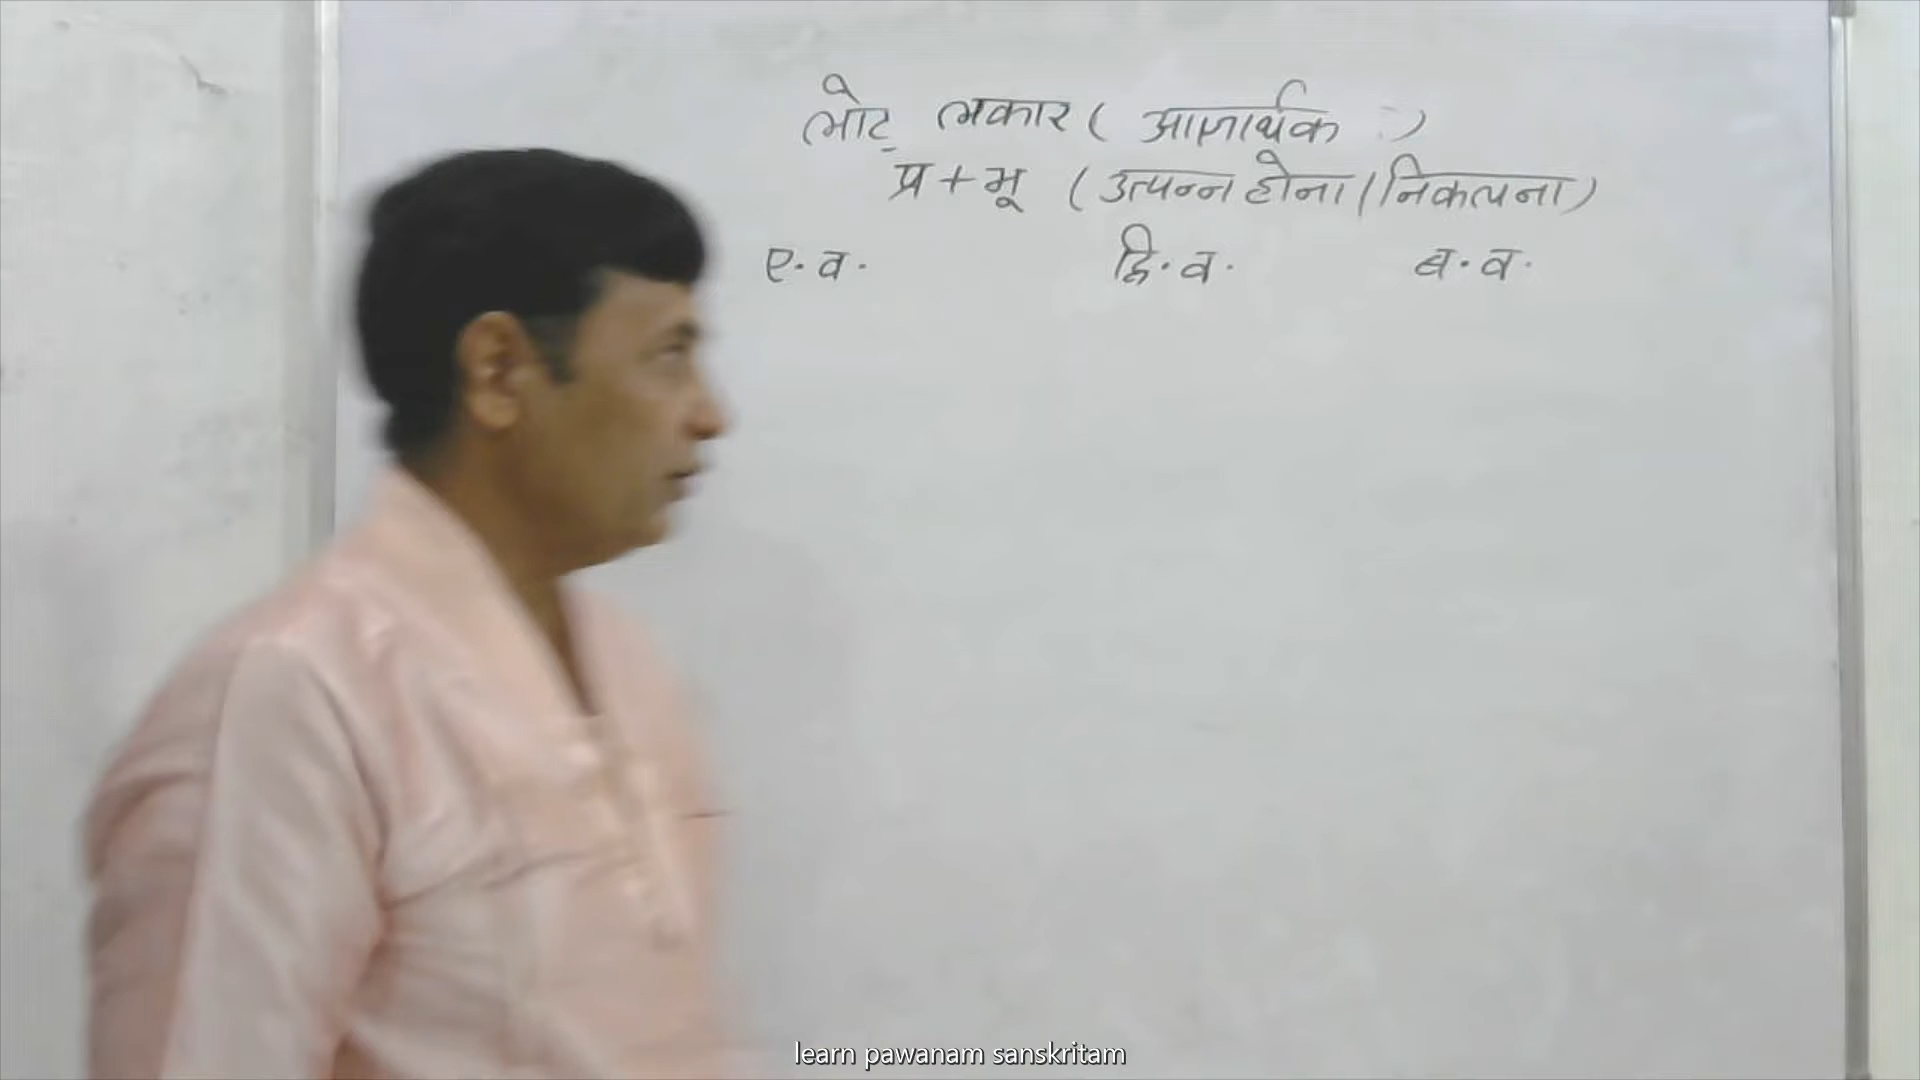 लोट् लकार ( आज्ञार्थक )
प्र + भू ( उत्पन्न होना / निकलना )
ए. व. द्वि. व. ब. व.
learn pawanam sanskritam